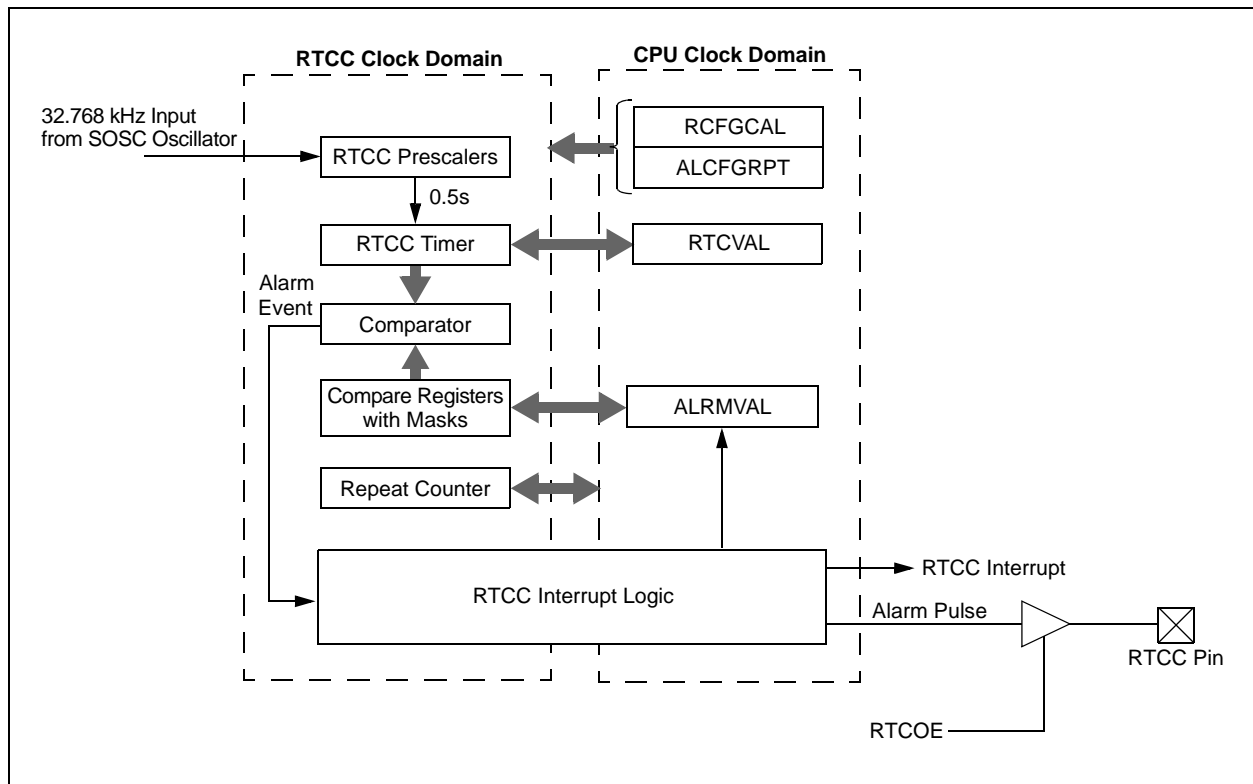 RTCC Clock Domain
CPU Clock Domain
32.768 kHz Input
from SOSC Oscillator
RTCC Prescalers
RCFGCAL
ALCFGRPT
0.5s
RTCC Timer
RTCVAL
Alarm
Event
Comparator
Compare Registers
with Masks
ALRMVAL
Repeat Counter
RTCC Interrupt Logic
RTCC Interrupt
Alarm Pulse
RTCC Pin
RTCOE